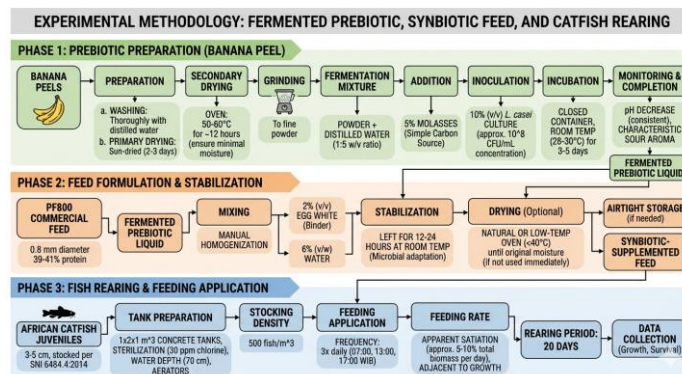 EXPERIMENTAL METHODOLOGY: FERMENTED PREBIOTIC, SYNBIOTIC FEED, AND CATFISH REARING
PHASE 1: PREBIOTIC PREPARATION (BANANA PEEL)
BANANA
PEELS
PREPARATION
a. WASHING:
Thoroughly with
distilled water
b. PRIMARY DRYING:
Sun-dried (2-3 days)
SECONDARY
DRYING
OVEN:
50-60°C
for ~12 hours
(ensure minimal
moisture)
GRINDING
To fine
powder
FERMENTATION
MIXTURE
POWDER +
DISTILLED WATER
(1:5 w/v ratio)
ADDITION
5% MOLASSES
(Simple Carbon
Source)
INOCULATION
10% (v/v) L. casei
CULTURE
(approx. 10^8
CFU/mL
concentration)
INCUBATION
CLOSED
CONTAINER,
ROOM TEMP
(28-30°C) for
3-5 days
MONITORING &
COMPLETION
pH DECREASE
(consistent),
CHARACTERISTIC
SOUR AROMA
FERMENTED
PREBIOTIC LIQUID
PHASE 2: FEED FORMULATION & STABILIZATION
PF800
COMMERCIAL
FEED
0.8 mm diameter
39-41% protein
FERMENTED
PREBIOTIC
LIQUID
MIXING
MANUAL
HOMOGENIZATION
2% (v/v)
EGG WHITE
(Binder)
6% (v/w)
WATER
STABILIZATION
LEFT FOR 12-24
HOURS AT ROOM TEMP
(Microbial adaptation)
DRYING (Optional)
NATURAL OR LOW-TEMP
OVEN (<40°C)
until original moisture
(if not used immediately)
AIRTIGHT STORAGE
(if needed)
SYNBIOTIC-
SUPPLEMENTED
FEED
PHASE 3: FISH REARING & FEEDING APPLICATION
AFRICAN CATFISH
JUVENILES
3-5 cm, stocked per
SNI 6484.4:2014
TANK PREPARATION
1x2x1 m^3 CONCRETE TANKS,
STERILIZATION (30 ppm chlorine),
WATER DEPTH (70 cm),
AERATORS
STOCKING
DENSITY
500 fish/m^3
FEEDING
APPLICATION
FREQUENCY:
3x daily (07:00, 13:00,
17:00 WIB)
FEEDING RATE
APPARENT SATIATION
(approx. 5-10% total
biomass per day),
ADJACENT TO GROWTH
REARING PERIOD:
20 DAYS
DATA
COLLECTION
(Growth, Survival)